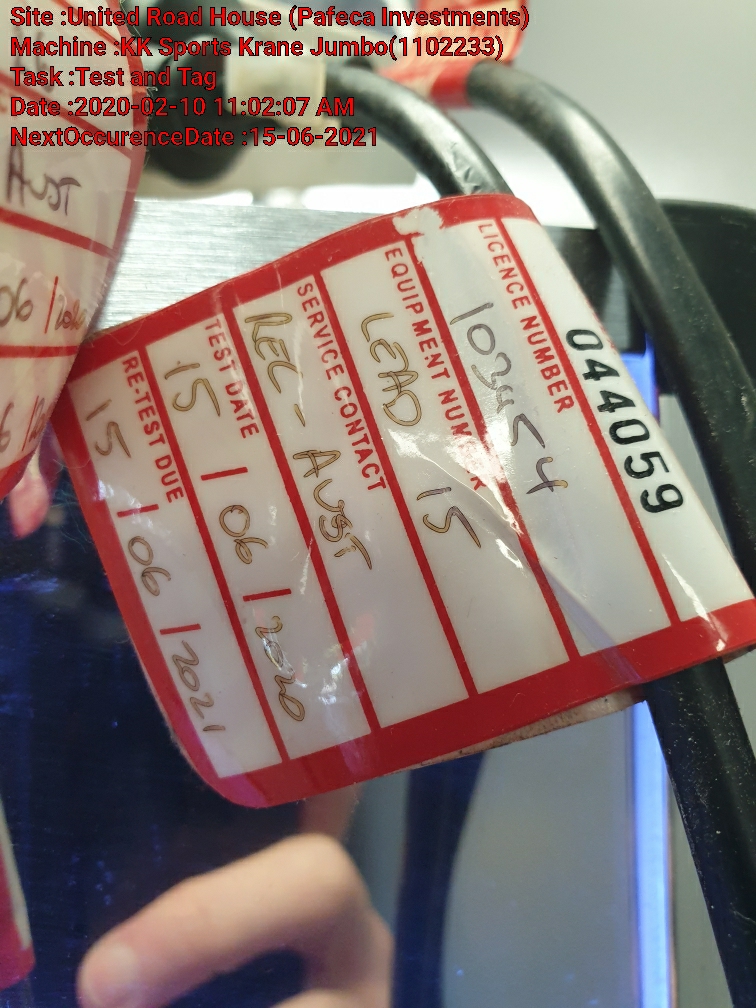 Site :United Road House (Pafeca Investments)
Machine :KK Sports Krane Jumbo(1102233)
Task :Test and Tag
Date :2020-02-10 11:02:07 AM
NextOccurenceDate :15-06-2021
AUST
06 /
044059
LICENCE NUMBER
EQUIPMENT NUMBER
LEAD 15
SERVICE CONTACT
REC - AUST
TEST DATE
15 / 06 / 2020
RE-TEST DUE
15 / 06 / 2021